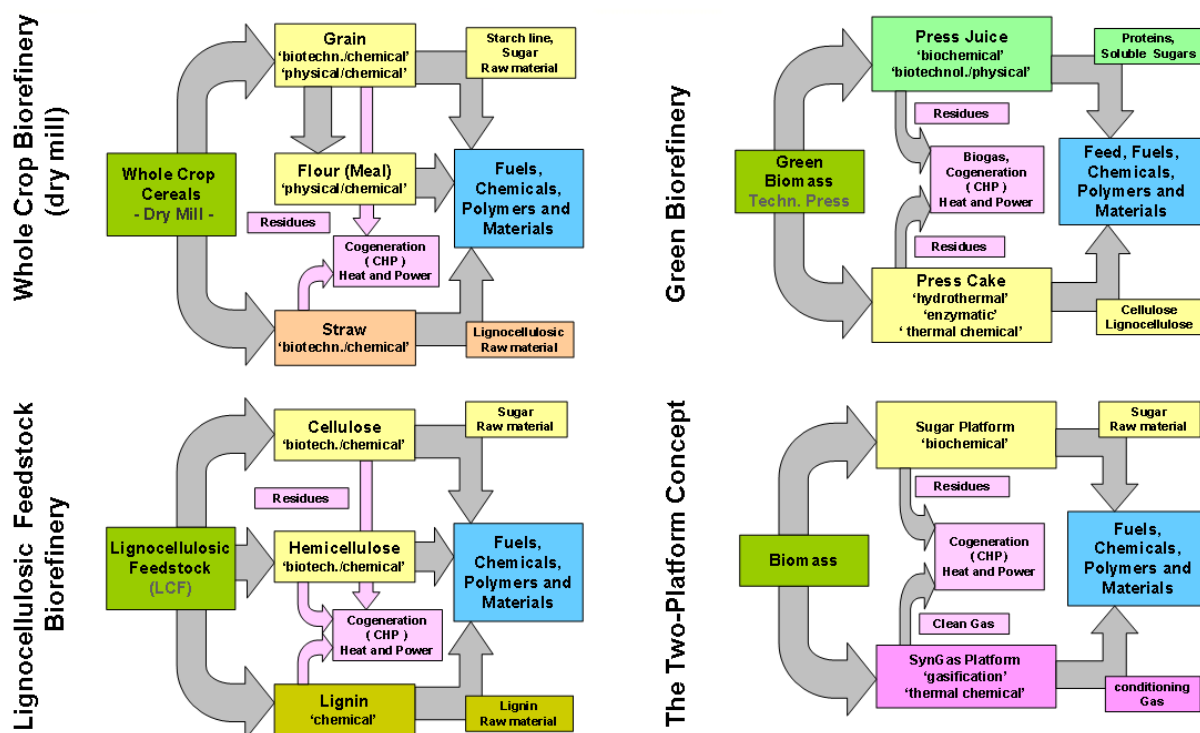 Whole Crop Biorefinery
(dry mill)
Grain
‘biotechn./chemical’
‘physical/chemical’
Starch line,
Sugar
Raw material
Whole Crop
Cereals
- Dry Mill -
Flour (Meal)
‘physical/chemical’
Fuels,
Chemicals,
Polymers and
Materials
Residues
Cogeneration
( CHP )
Heat and Power
Straw
‘biotechn./chemical’
Lignocellulosic
Raw material
Green Biorefinery
Press Juice
‘biochemical’
‘biotechnol./physical’
Proteins,
Soluble Sugars
Residues
Green
Biomass
Techn. Press
Biogas,
Cogeneration
( CHP )
Heat and Power
Feed, Fuels,
Chemicals,
Polymers and
Materials
Residues
Press Cake
‘hydrothermal’
‘enzymatic’
‘ thermal chemical’
Cellulose
Lignocellulose
Lignocellulosic Feedstock
Biorefinery
Cellulose
‘biotech./chemical’
Sugar
Raw material
Residues
Lignocellulosic
Feedstock
(LCF)
Hemicellulose
‘biotech./chemical’
Fuels,
Chemicals,
Polymers and
Materials
Cogeneration
( CHP )
Heat and Power
Lignin
‘chemical’
Lignin
Raw material
The Two-Platform Concept
Sugar Platform
‘biochemical’
Sugar
Raw material
Residues
Biomass
Cogeneration
(CHP)
Heat and Power
Fuels,
Chemicals,
Polymers and
Materials
Clean Gas
SynGas Platform
‘gasification’
‘thermal chemical’
conditioning
Gas